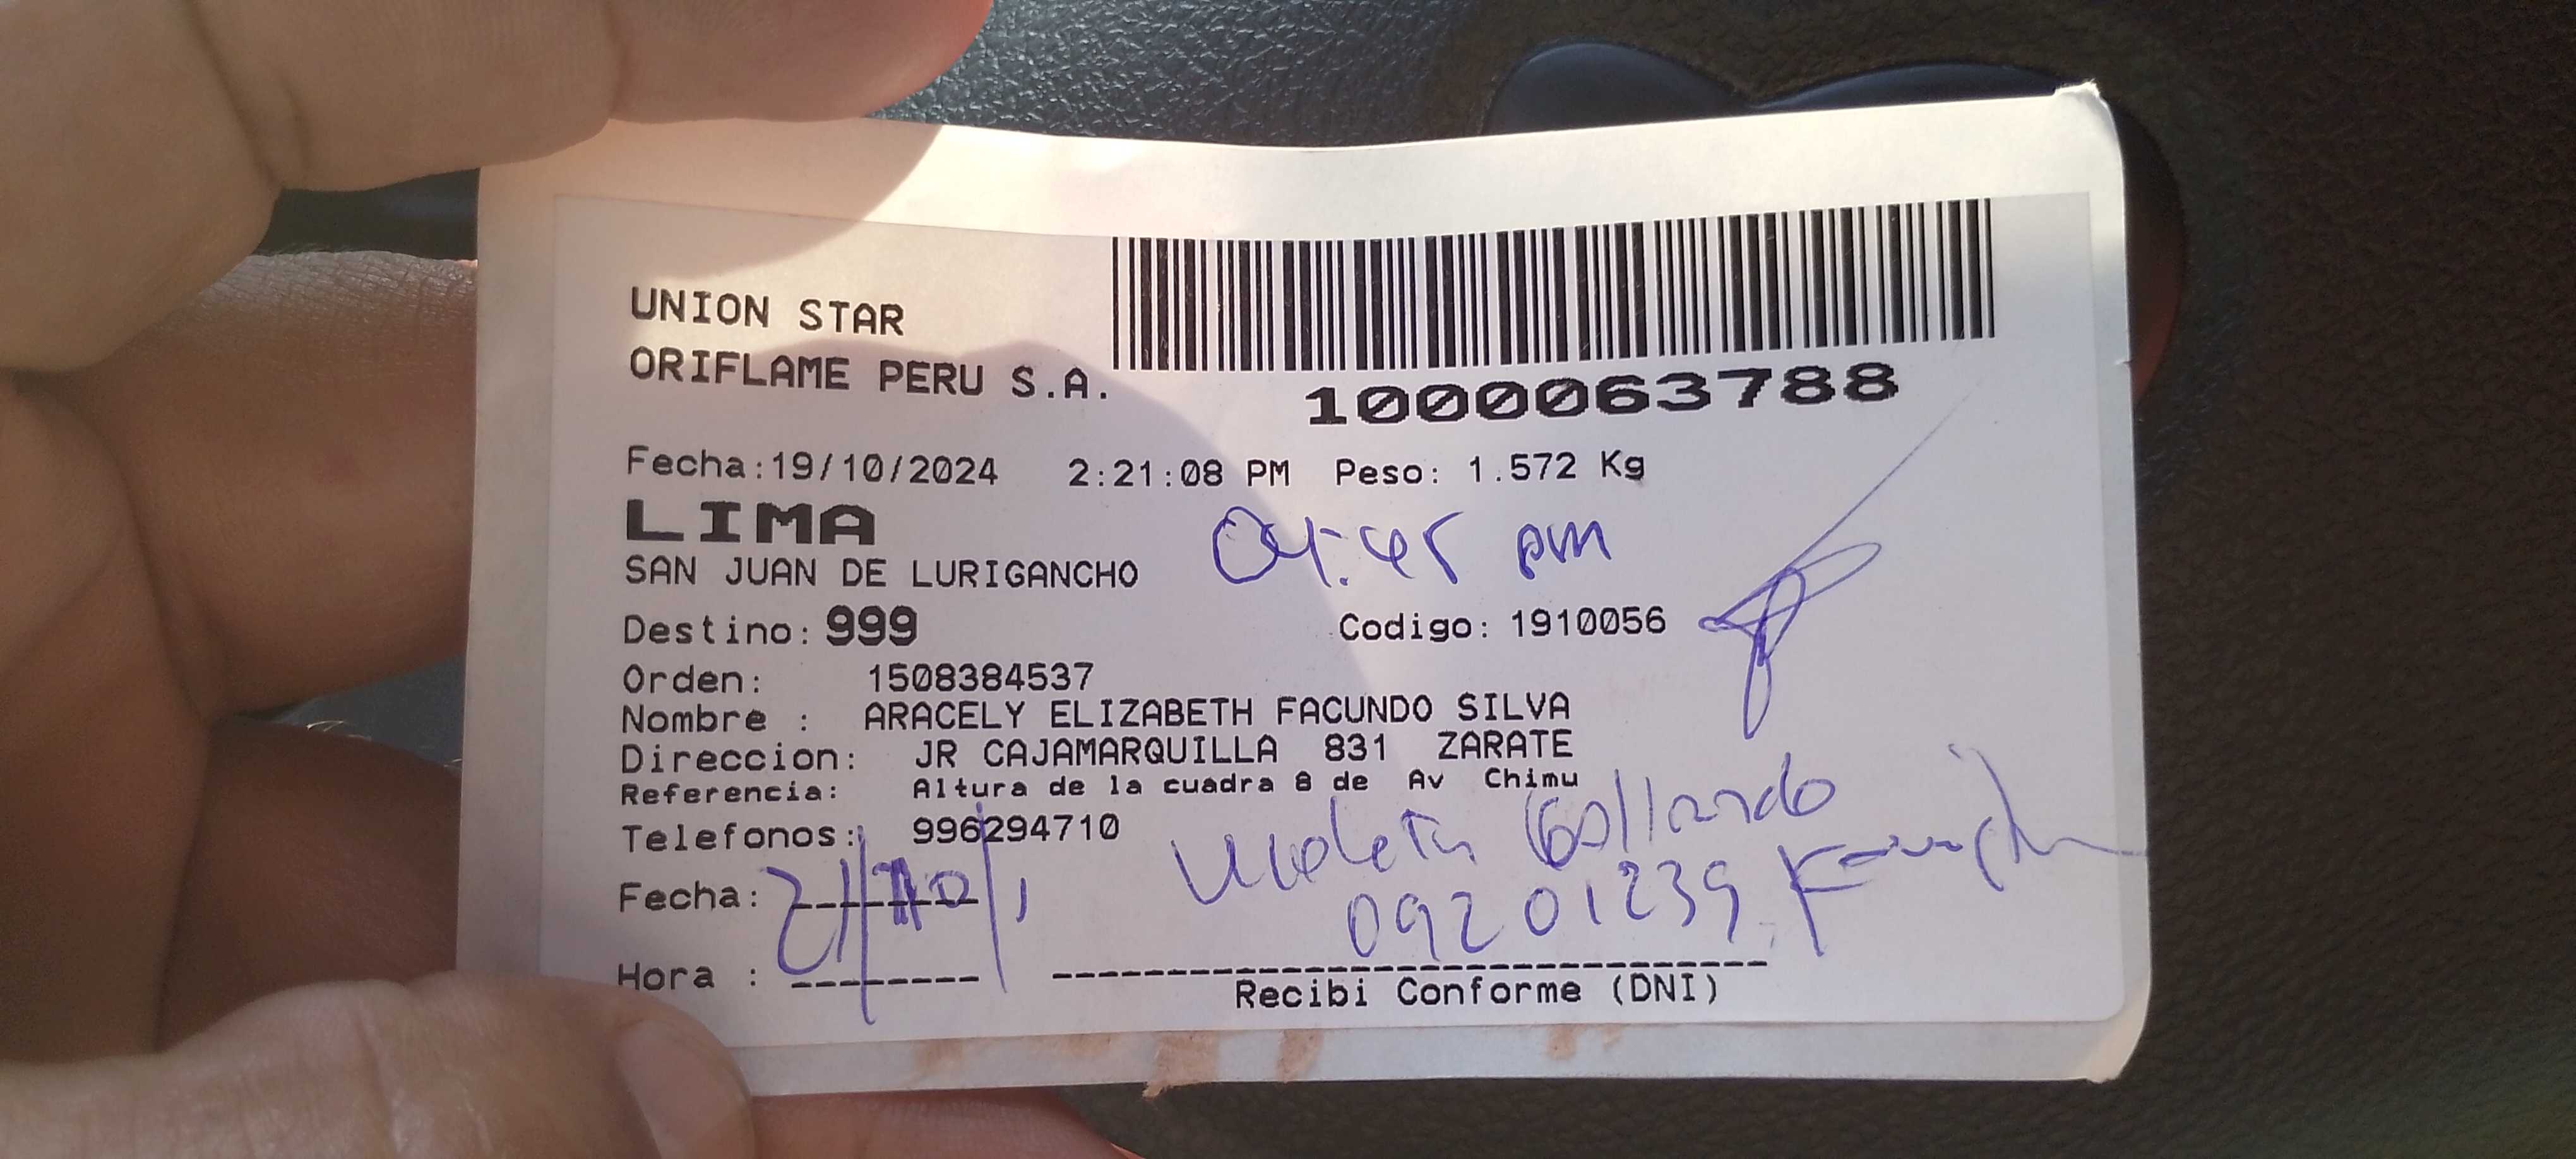 UNION STAR
ORIFLAME PERU S.A.
1000063788
Fecha:19/10/2024 2:21:08 PM Peso: 1.572 Kg
LIMA
04:45 pm
SAN JUAN DE LURIGANCHO
Destino: 999 Codigo: 1910056
Orden: 1508384537
Nombre : ARACELY ELIZABETH FACUNDO SILVA
Direccion: JR CAJAMARQUILLA 831 ZARATE
Referencia: Altura de la cuadra 8 de Av Chimu
Telefonos: 996294710
Violeta
Fecha: 21/10/
09201239
Hora :
Recibi Conforme (DNI)